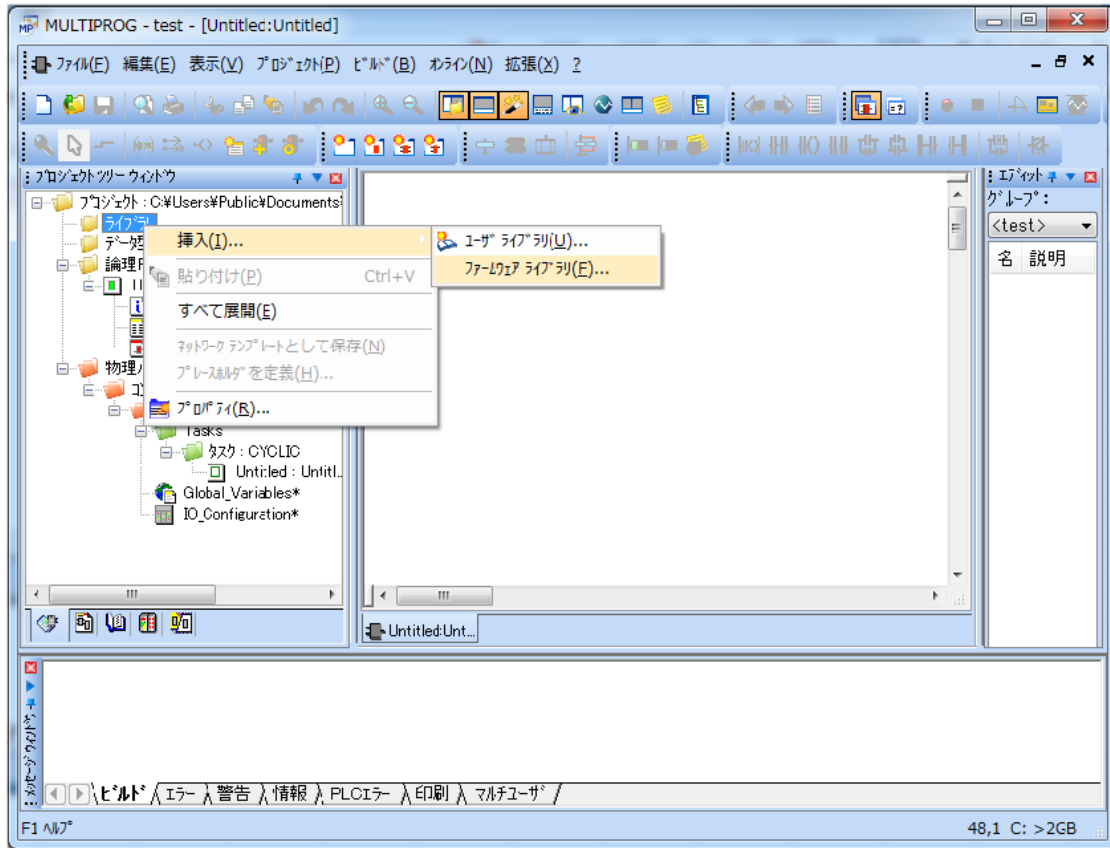 MULTIPROG - test - [Untitled:Untitled]
ﾌｧｲﾙ(F) 編集(E) 表示(V) ﾌﾟﾛｼﾞｪｸﾄ(P) ﾋﾞﾙﾄﾞ(B) ｵﾝﾗｲﾝ(N) 拡張(X) ?
ﾌﾟﾛｼﾞｪｸﾄ ﾂﾘｰ ｳｨﾝﾄﾞｳ
ﾌﾟﾛｼﾞｪｸﾄ : C:¥Users¥Public¥Documents¥
ﾗｲﾌﾞﾗﾘ
ﾃﾞｰﾀ型
論理
物理
Tasks
ﾀｽｸ : CYCLIC
Untitled : Untitl...
Global_Variables*
IO_Configuration*
挿入(I)...
貼り付け(P) Ctrl+V
すべて展開(E)
ﾈｯﾄﾜｰｸ ﾃﾝﾌﾟﾚｰﾄとして保存(N)
ﾌﾟﾚｰｽﾎﾙﾀﾞを定義(H)...
ﾌﾟﾛﾊﾟﾃｨ(R)...
ﾕｰｻﾞ ﾗｲﾌﾞﾗﾘ(U)...
ﾌｧｰﾑｳｪｱ ﾗｲﾌﾞﾗﾘ(F)...
Untitled:Unt...
ｴﾃﾞｨｯﾄ
ｸﾞﾙｰﾌﾟ :
<test>
名 説明
ﾒｯｾｰｼﾞ ｳｨﾝﾄﾞｳ
ﾋﾞﾙﾄﾞ ｴﾗｰ 警告 情報 PLCｴﾗｰ 印刷 ﾏﾙﾁﾕｰｻﾞ
F1 ﾍﾙﾌﾟ
48,1 C: >2GB